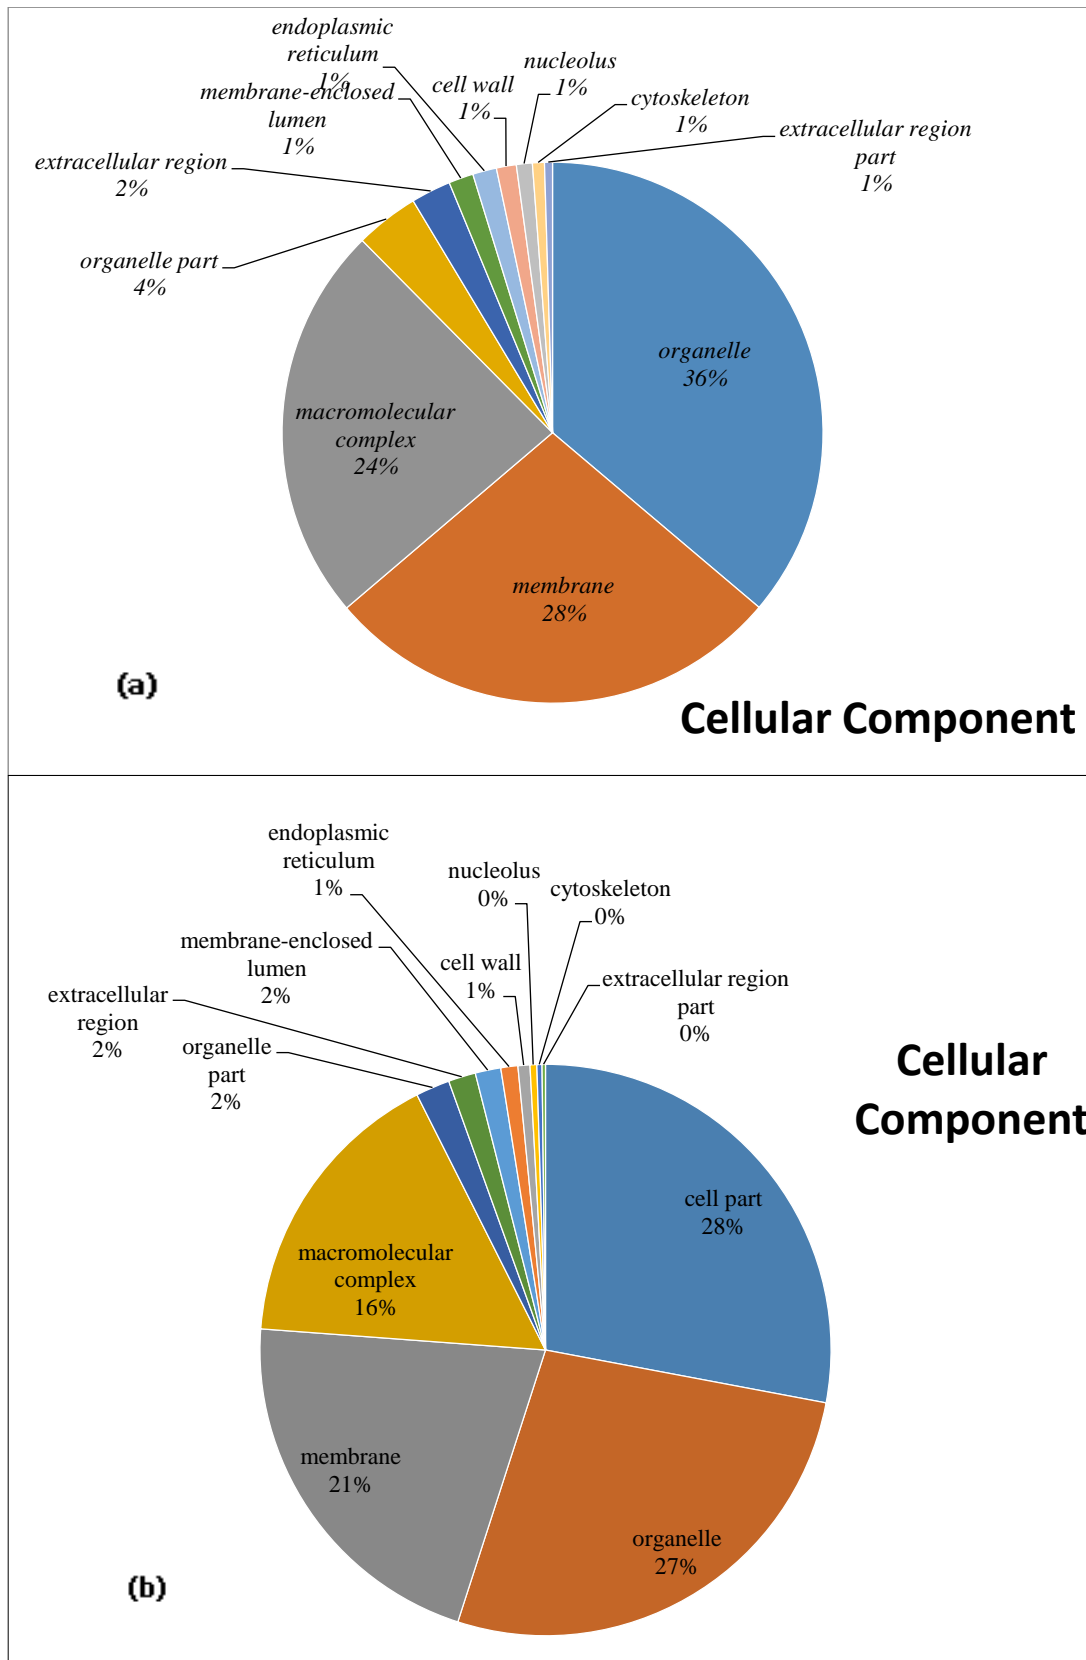 endoplasmic
reticulum
1%
membrane-enclosed
lumen
1%
cell wall
1%
nucleolus
1%
cytoskeleton
1%
extracellular region
part
1%
extracellular region
2%
organelle part
4%
organelle
36%
macromolecular
complex
24%
membrane
28%
(a)
Cellular Component
endoplasmic
reticulum
1%
nucleolus
0%
cytoskeleton
0%
membrane-enclosed
lumen
2%
cell wall
1%
extracellular region
part
0%
extracellular
region
2%
organelle
part
2%
Cellular
Component
cell part
28%
macromolecular
complex
16%
membrane
21%
organelle
27%
(b)